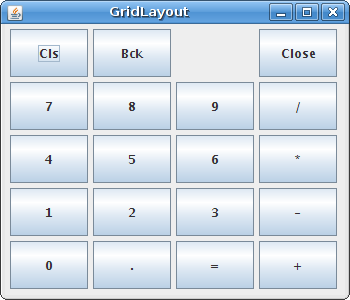 GridLayout
Cls Bck Close
7 8 9 /
4 5 6 *
1 2 3 -
0 . = +